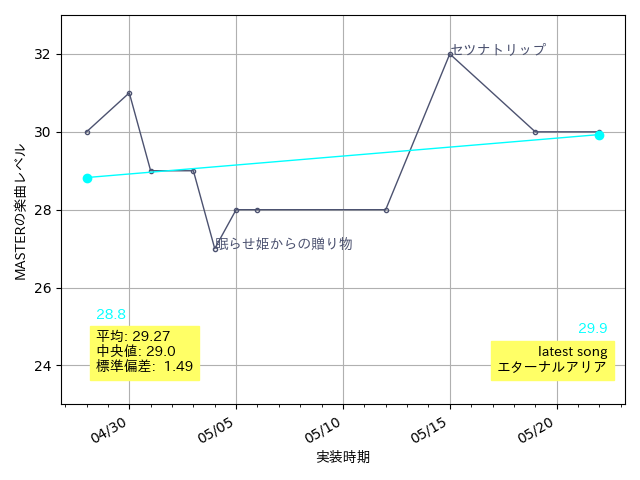 32
30
28
26
24
MASTERの楽曲レベル
セツナトリップ
眠らせ姫からの贈り物
28.8
平均: 29.27
中央値: 29.0
標準偏差:  1.49
29.9
latest song
エターナルアリア
04/30
05/05
05/10
05/15
05/20
実装時期